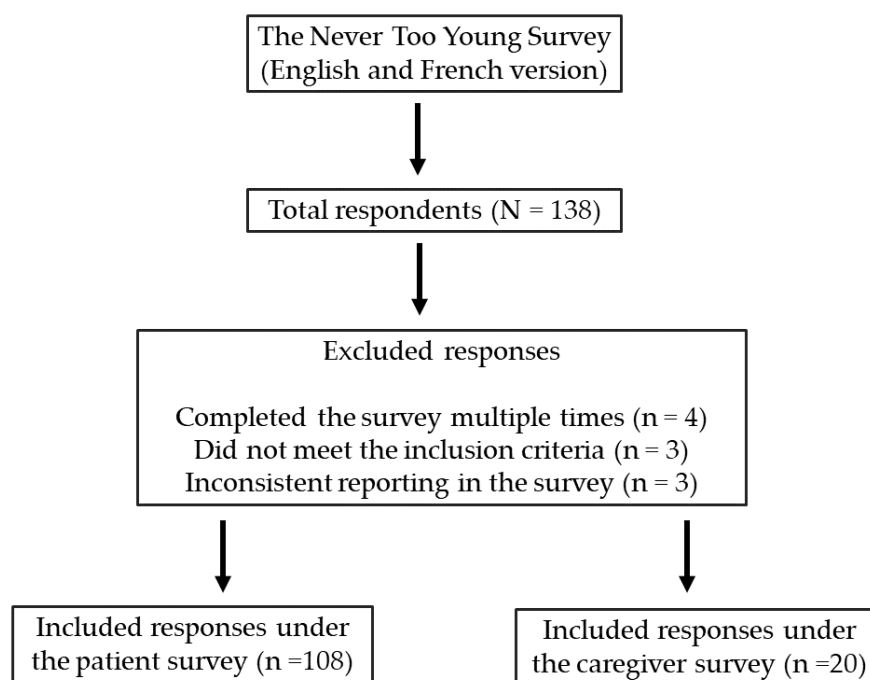 The Never Too Young Survey
(English and French version)
Total respondents (N = 138)
Excluded responses
Completed the survey multiple times (n = 4)
Did not meet the inclusion criteria (n = 3)
Inconsistent reporting in the survey (n = 3)
Included responses under
the patient survey (n =108)
Included responses under
the caregiver survey (n =20)